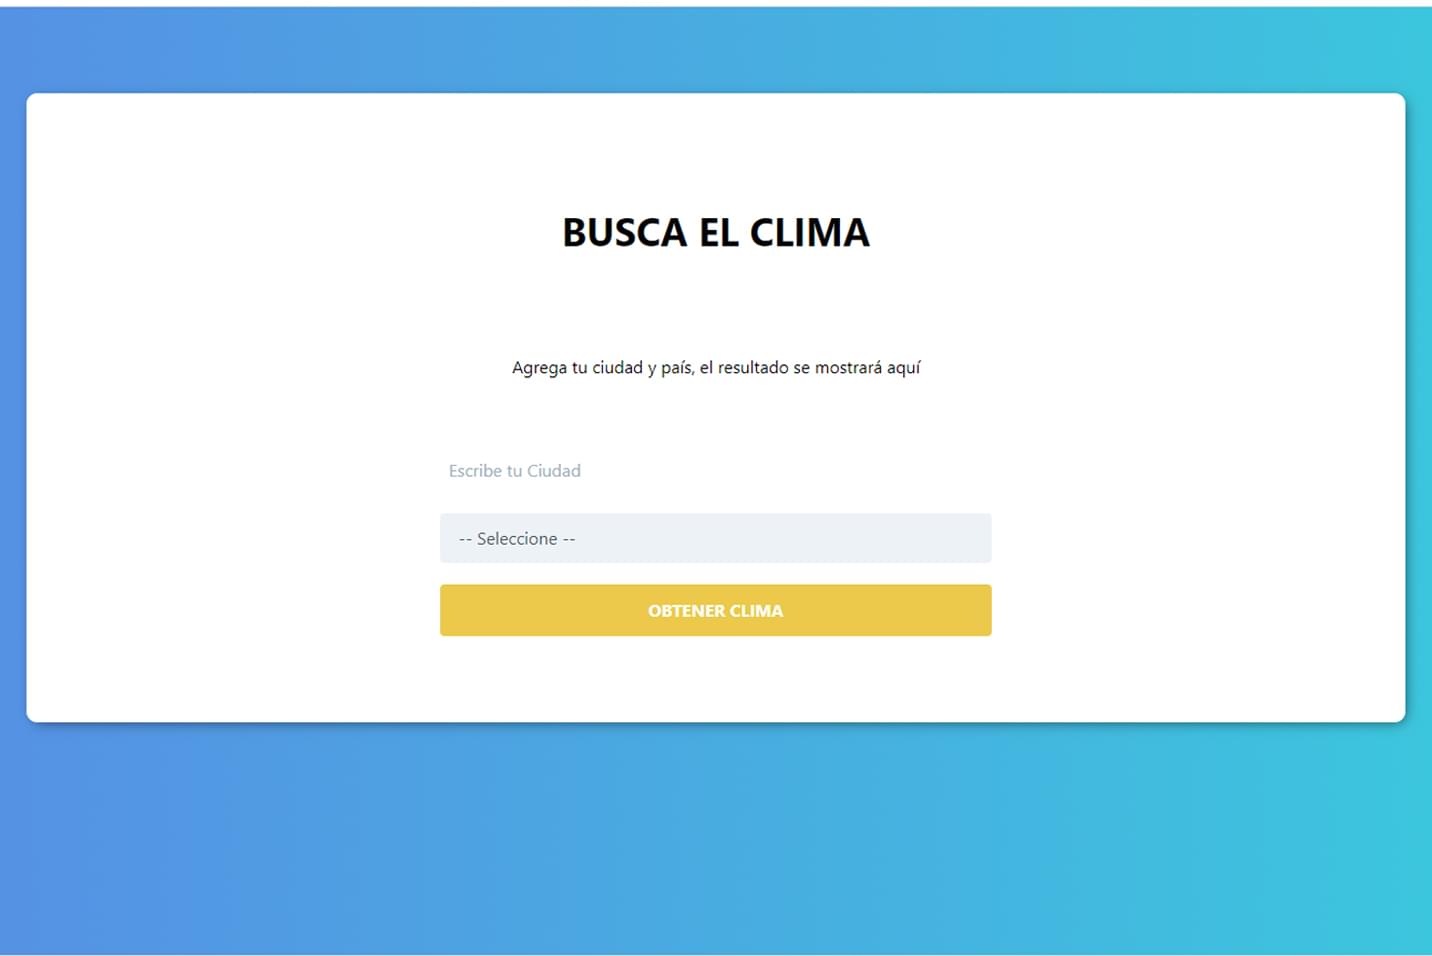 BUSCA EL CLIMA
Agrega tu ciudad y país, el resultado se mostrará aquí
Escribe tu Ciudad
-- Seleccione --
OBTENER CLIMA